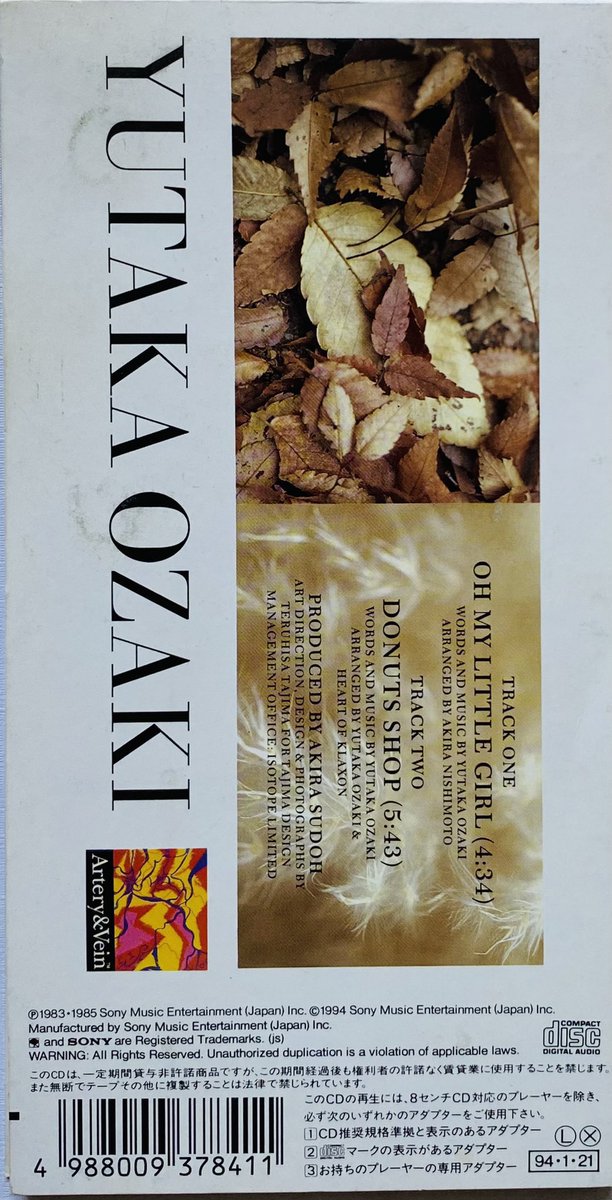 YUTAKA OZAKI
TRACK ONE
OH MY LITTLE GIRL (4:34)
WORDS AND MUSIC BY YUTAKA OZAKI
ARRANGED BY AKIRA NISHIMOTO
TRACK TWO
DONUTS SHOP (5:43)
WORDS AND MUSIC BY YUTAKA OZAKI
ARRANGED BY YUTAKA OZAKI &
HEART OF KLAXON
PRODUCED BY AKIRA SUDOH
ART DIRECTION, DESIGN & PHOTOGRAPHS BY
TERUHISA TAJIMA FOR TAJIMA DESIGN
MANAGEMENT OFFICE: ISOTOPE LIMITED
Artery&Vein™
℗1983・1985 Sony Music Entertainment (Japan) Inc. ©1994 Sony Music Entertainment (Japan) Inc.
Manufactured by Sony Music Entertainment (Japan) Inc.
and SONY are Registered Trademarks. (js)
WARNING: All Rights Reserved. Unauthorized duplication is a violation of applicable laws.
COMPACT
disc
DIGITAL AUDIO
このCDは、一定期間貸与非許諾商品ですが、この期間経過後も権利者の許諾なく賃貸業に使用することを禁じます。
また無断でテープその他に複製することは法律で禁じられています。
このCDの再生には、8センチCD対応のプレーヤーを除き、
必ず次のいずれかのアダプターをご使用下さい。
1 CD推奨規格準拠と表示のあるアダプター
2 disc マークの表示があるアダプター
3 お持ちのプレーヤーの専用アダプター
Ⓛ Ⓧ
94・1・21
4 988009 378411